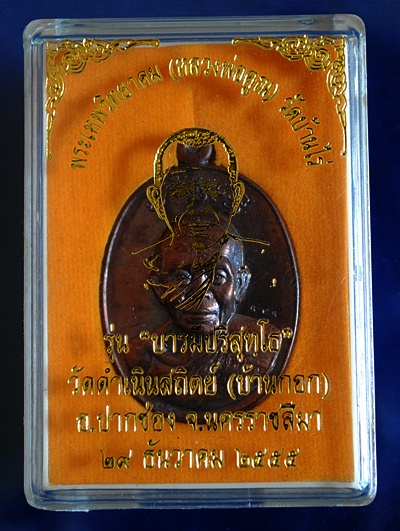 พระเทพวิทยาคม (หลวงพ่อคูณ) วัดบ้านไร่
รุ่น "บารมีปริสุทฺโธ"
วัดดำเนินสถิตย์ (บ้านกอก)
อ.ปากช่อง จ.นครราชสีมา
๒๙ ธันวาคม ๒๕๕๕